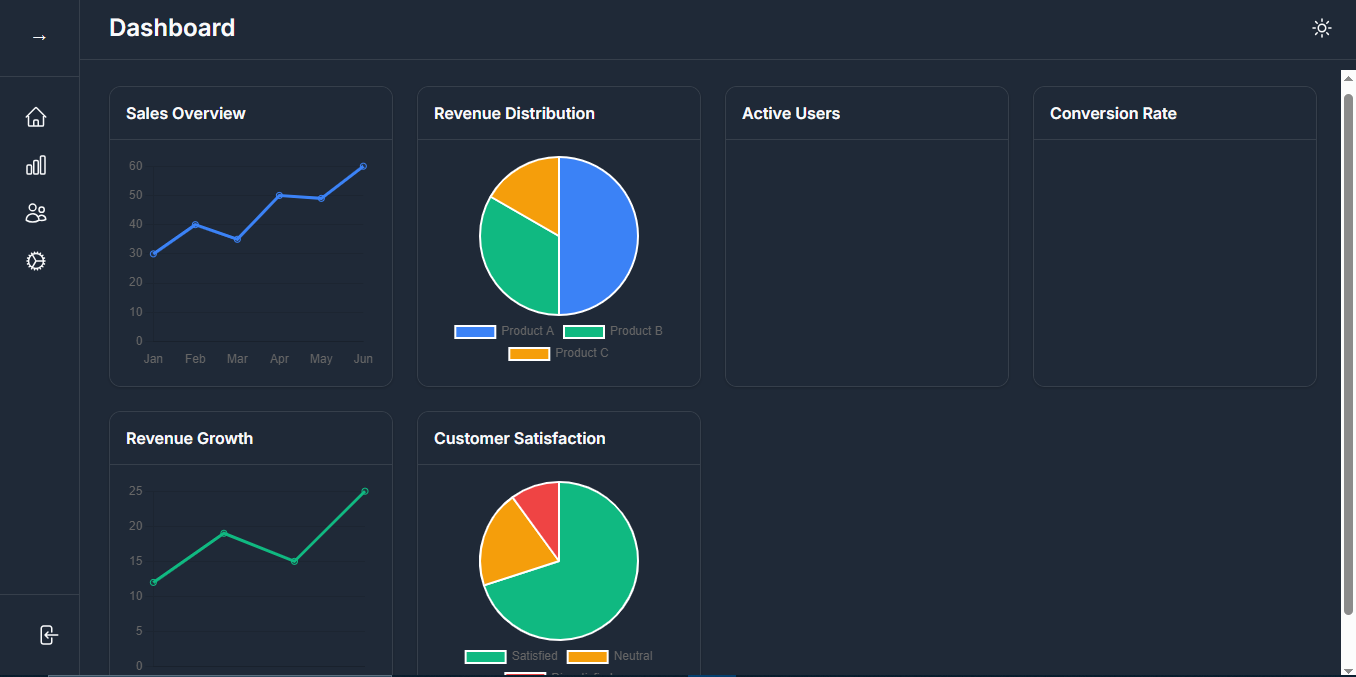 →
Dashboard
Sales Overview
60
50
40
30
20
10
0
Jan Feb Mar Apr May Jun
Revenue Distribution
Product A Product B
Product C
Active Users
Conversion Rate
Revenue Growth
25
20
15
10
5
0
Customer Satisfaction
Satisfied Neutral